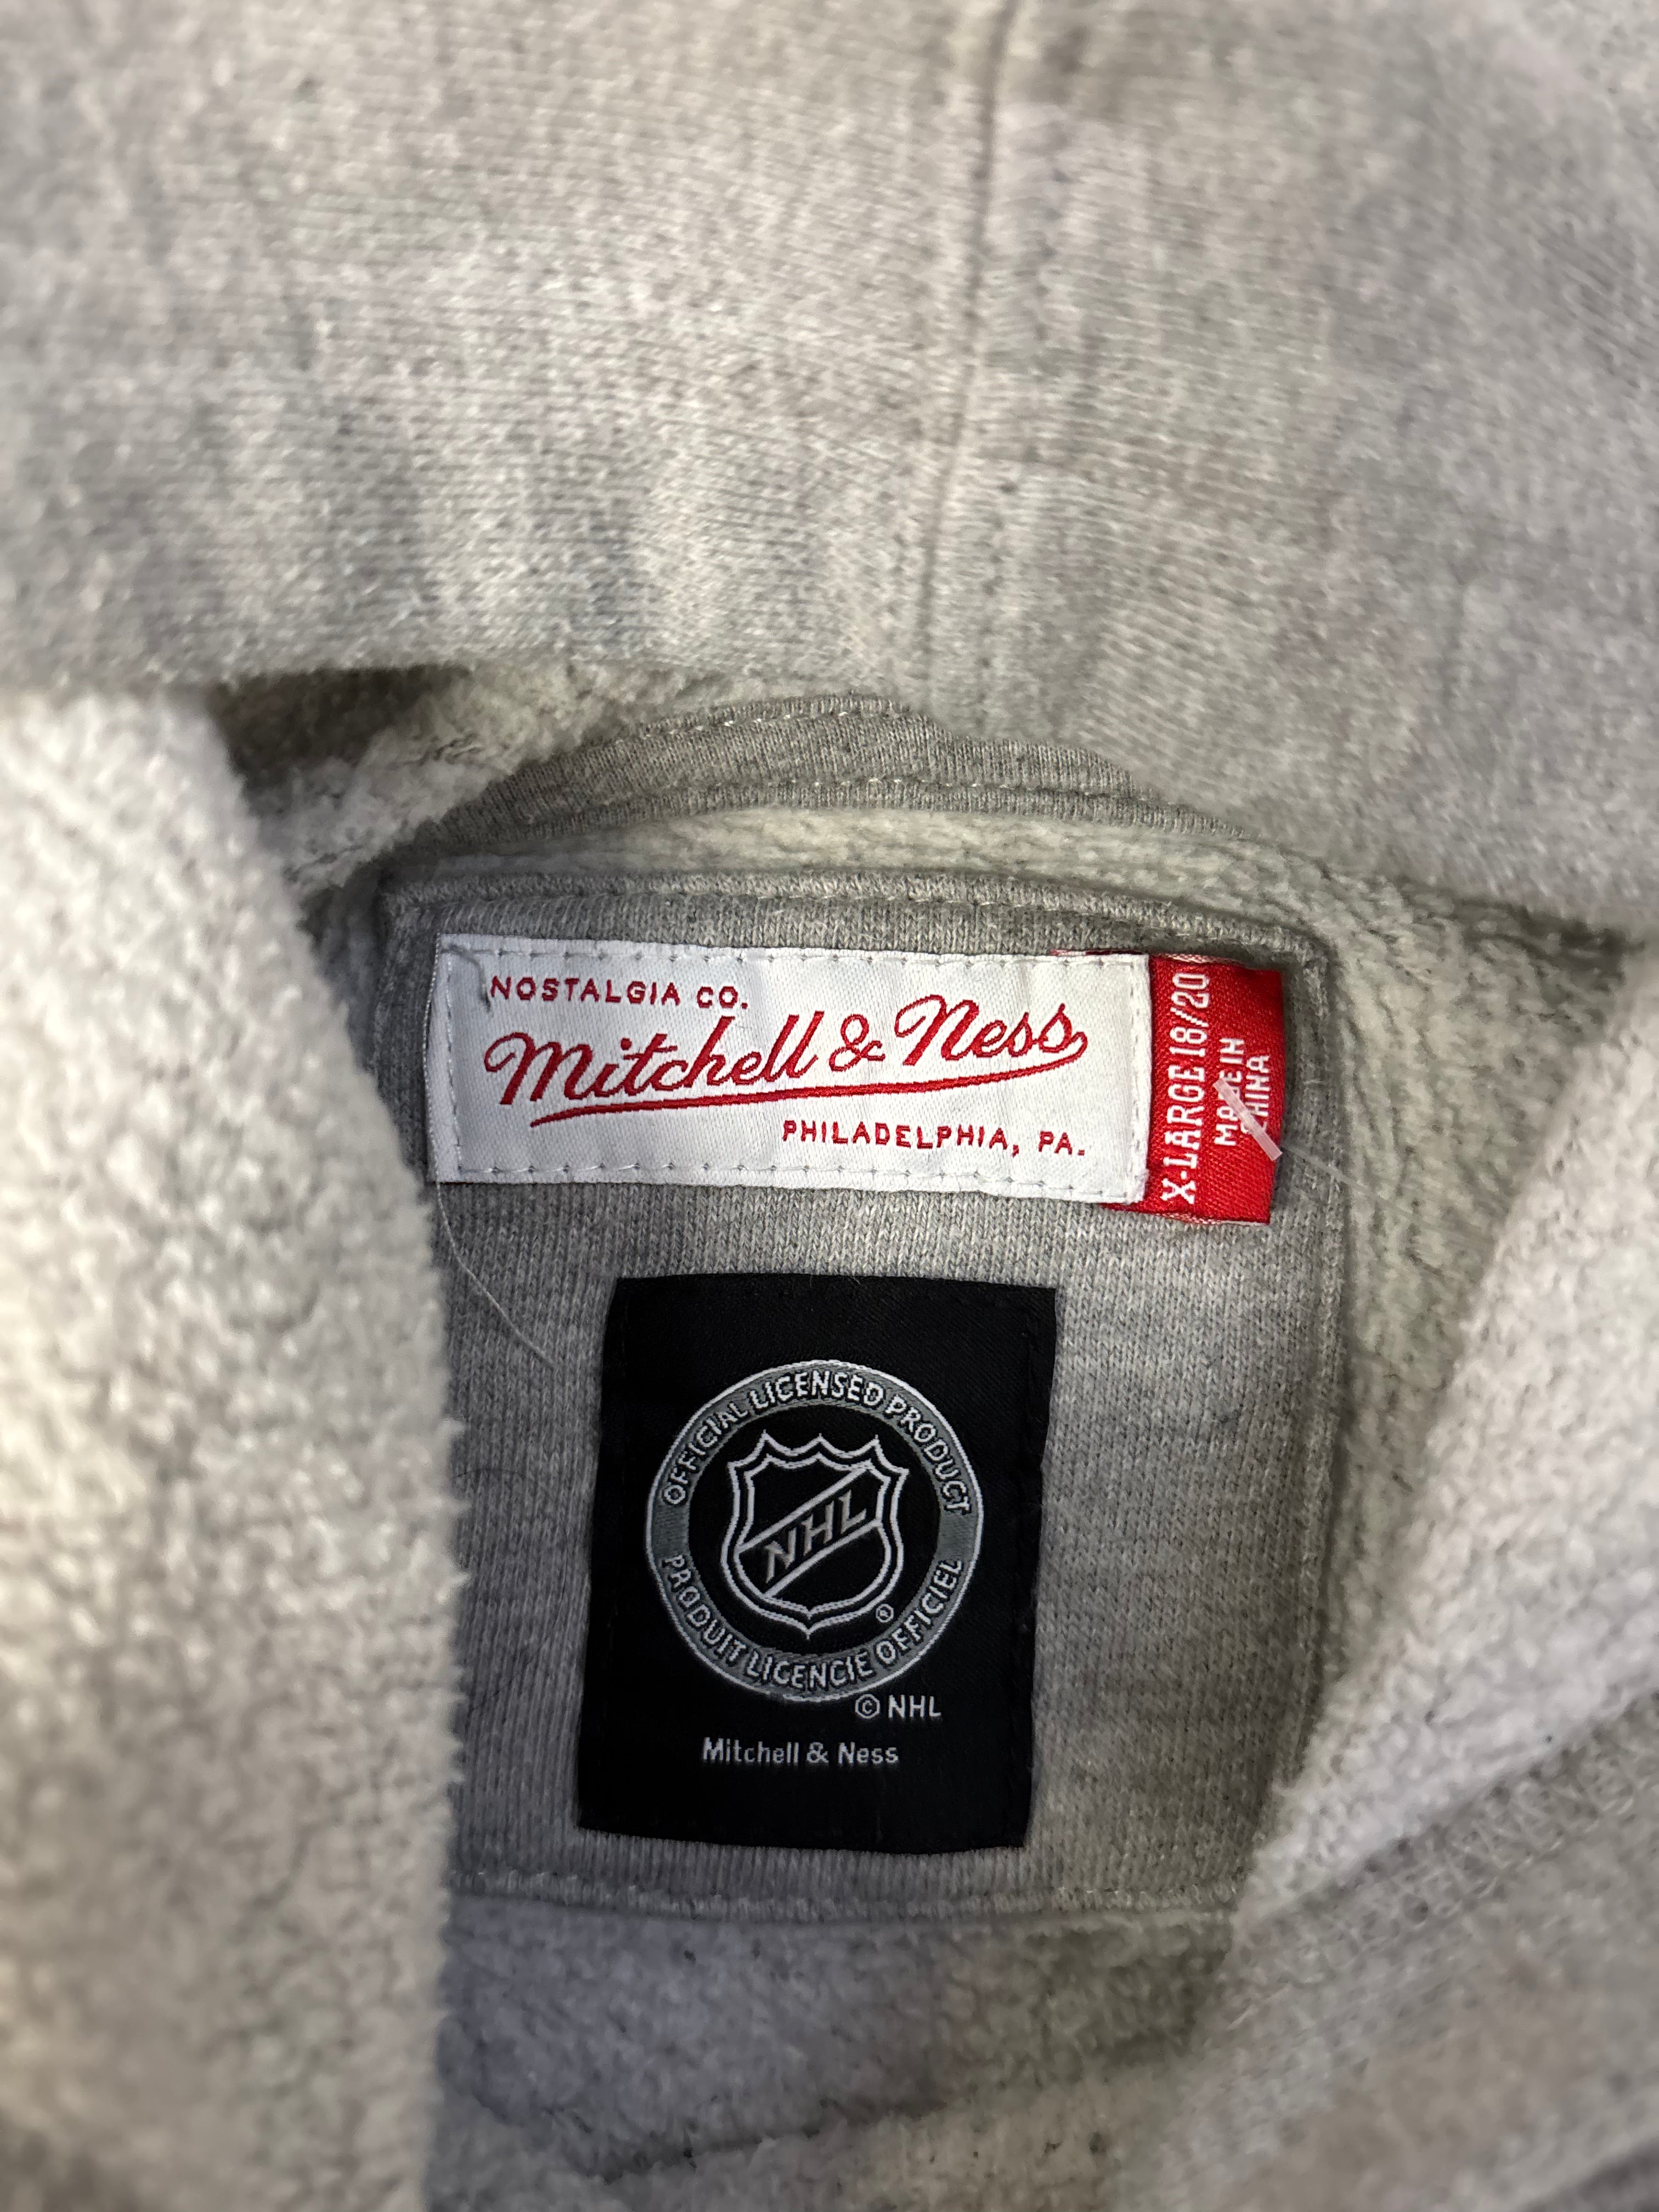 NOSTALGIA CO.
Mitchell & Ness
PHILADELPHIA, PA.
X-LARGE 18/20
MADE IN
CHINA
OFFICIAL LICENSED PRODUCT
NHL
®
PRODUIT LICENCIE OFFICIEL
© NHL
Mitchell & Ness